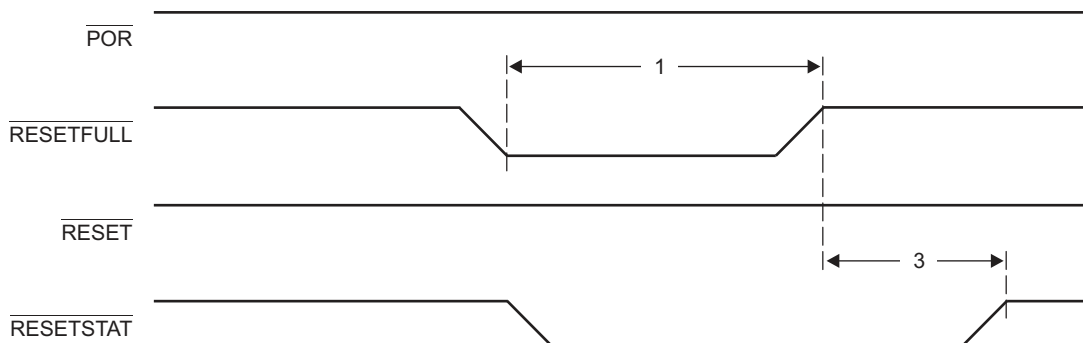 POR
1
RESETFULL
RESET
3
RESETSTAT